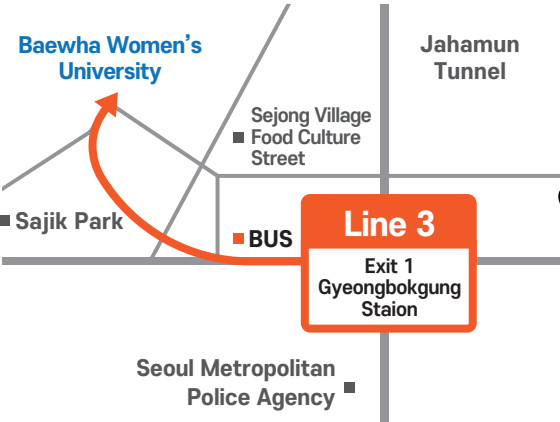 Baewha Women's
University
Jahamun
Tunnel
Sejong Village
Food Culture
Street
Sajik Park
BUS
Line 3
Exit 1
Gyeongbokgung
Staion
Seoul Metropolitan
Police Agency